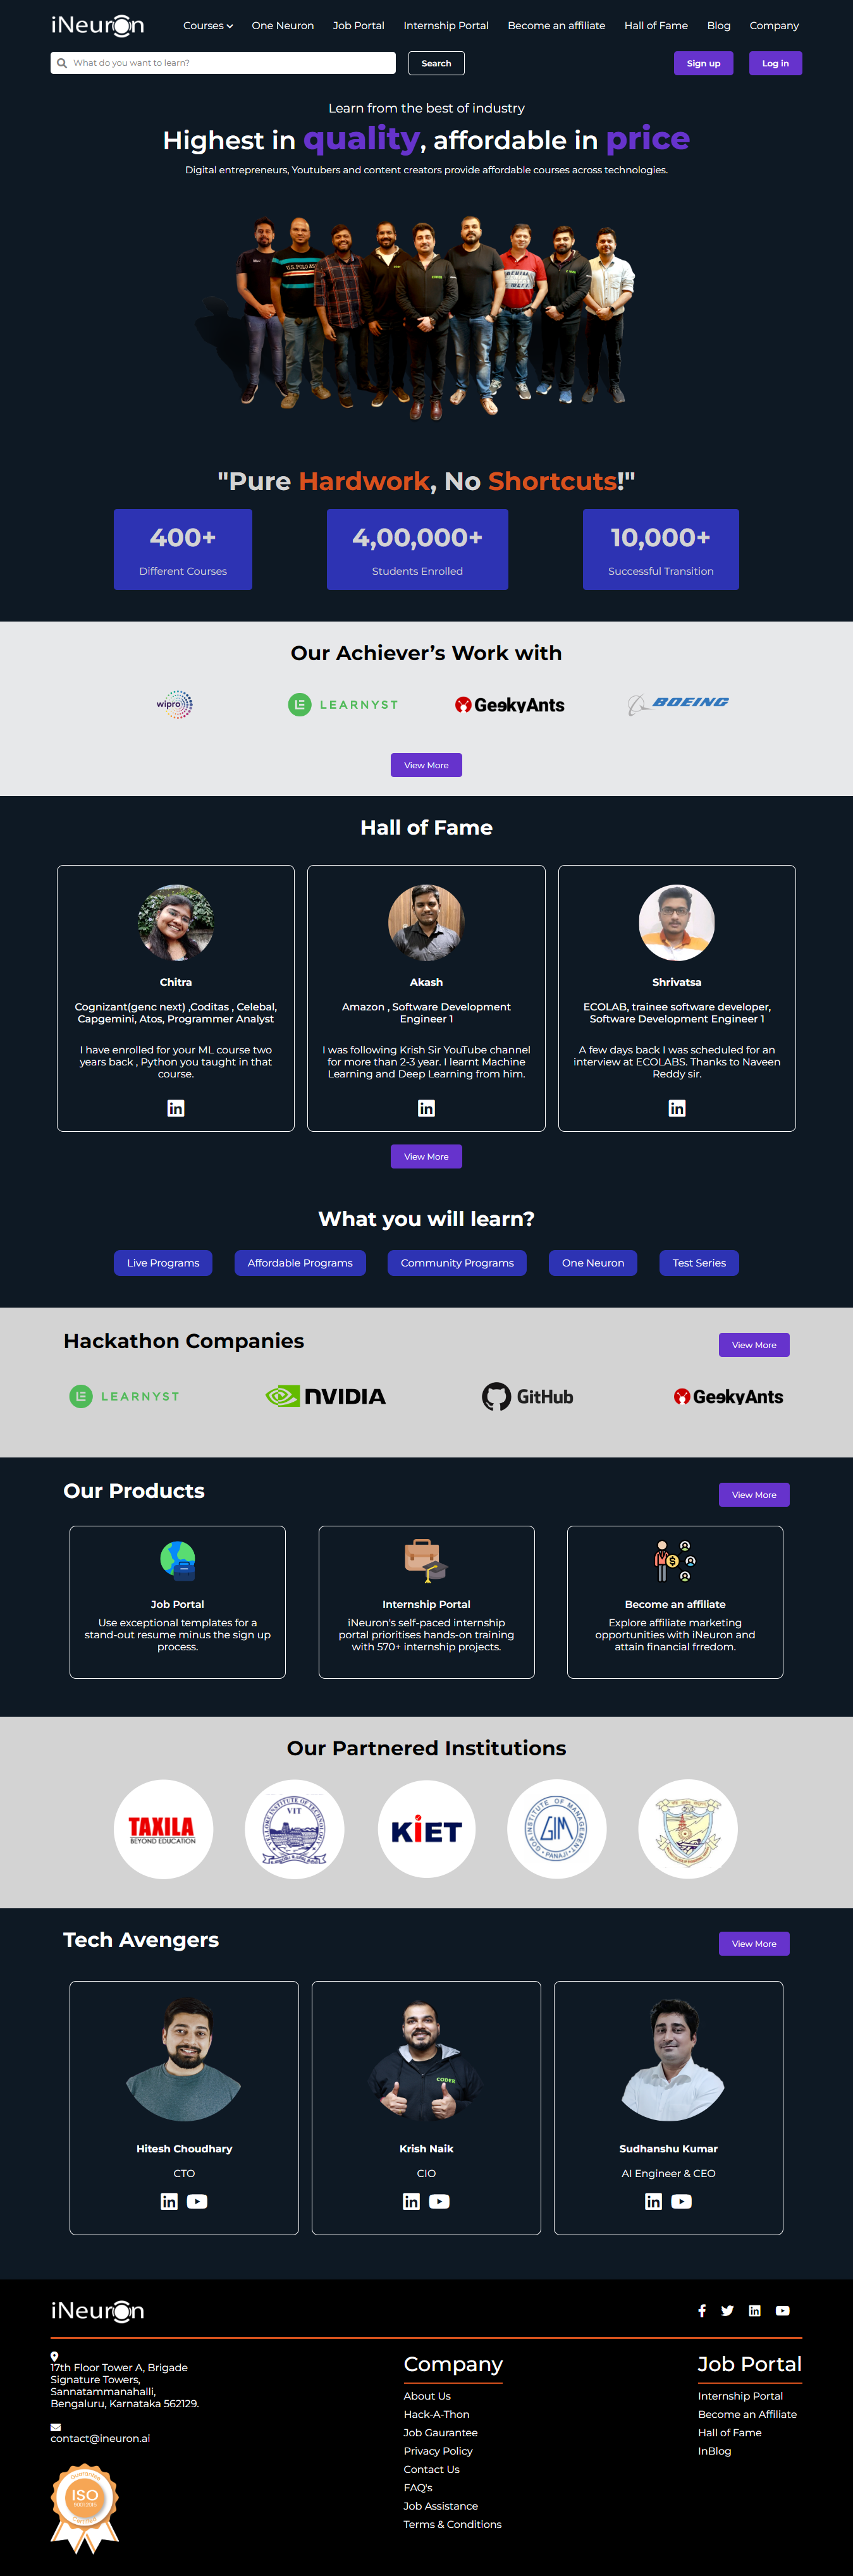 iNeuron
Courses One Neuron Job Portal Internship Portal Become an affiliate Hall of Fame Blog Company
What do you want to learn? Search Sign up Log in
Learn from the best of industry
Highest in quality, affordable in price
Digital entrepreneurs, Youtubers and content creators provide affordable courses across technologies.
"Pure Hardwork, No Shortcuts!"
400+ 4,00,000+ 10,000+
Different Courses Students Enrolled Successful Transition
Our Achiever’s Work with
wipro LEARNYST GeekyAnts BOEING
View More
Hall of Fame
Chitra
Cognizant(genc next) ,Coditas , Celebal,
Capgemini, Atos, Programmer Analyst
I have enrolled for your ML course two
years back , Python you taught in that
course.
Akash
Amazon , Software Development
Engineer 1
I was following Krish Sir YouTube channel
for more than 2-3 year. I learnt Machine
Learning and Deep Learning from him.
Shrivatsa
ECOLAB, trainee software developer,
Software Development Engineer 1
A few days back I was scheduled for an
interview at ECOLABS. Thanks to Naveen
Reddy sir.
View More
What you will learn?
Live Programs Affordable Programs Community Programs One Neuron Test Series
Hackathon Companies View More
LEARNYST NVIDIA GitHub GeekyAnts
Our Products View More
Job Portal
Use exceptional templates for a
stand-out resume minus the sign up
process.
Internship Portal
iNeuron's self-paced internship
portal prioritises hands-on training
with 570+ internship projects.
Become an affiliate
Explore affiliate marketing
opportunities with iNeuron and
attain financial frredom.
Our Partnered Institutions
TAXILA
BEYOND EDUCATION
VIT
KiET
GIM
Tech Avengers View More
CODER
Hitesh Choudhary
CTO
Krish Naik
CIO
Sudhanshu Kumar
AI Engineer & CEO
iNeuron
17th Floor Tower A, Brigade
Signature Towers,
Sannatammanahalli,
Bengaluru, Karnataka 562129.
contact@ineuron.ai
ISO
Company
About Us
Hack-A-Thon
Job Gaurantee
Privacy Policy
Contact Us
FAQ's
Job Assistance
Terms & Conditions
Job Portal
Internship Portal
Become an Affiliate
Hall of Fame
InBlog